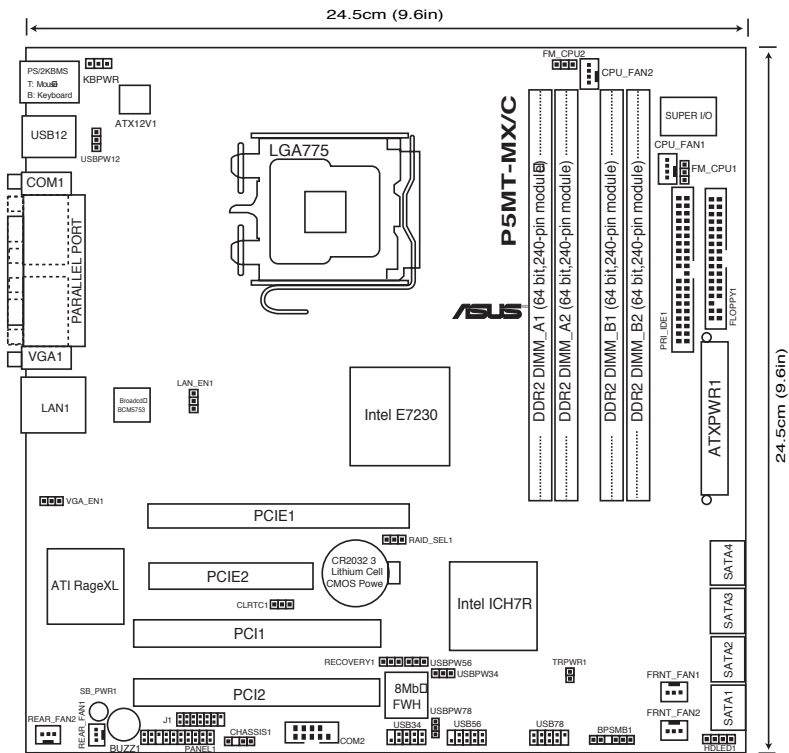 24.5cm (9.6in)
FM_CPU2
CPU_FAN2
PS/2KBMS
T: Mouse
B: Keyboard
KBPWR
ATX12V1
SUPER I/O
USB12
USBPW12
CPU_FAN1
FM_CPU1
LGA775
P5MT-MX/C
COM1
PARALLEL PORT
VGA1
DDR2 DIMM_A1 (64 bit,240-pin module)
DDR2 DIMM_A2 (64 bit,240-pin module)
DDR2 DIMM_B1 (64 bit,240-pin module)
DDR2 DIMM_B2 (64 bit,240-pin module)
PRI_IDE1
FLOPPY1
ASUS
24.5cm (9.6in)
ATXPWR1
LAN_EN1
LAN1
Broadcd
BCM5753
Intel E7230
VGA_EN1
PCIE1
RAID_SEL1
ATI RageXL
PCIE2
CR2032 3
Lithium Cell
CMOS Powe
Intel ICH7R
SATA4
SATA3
SATA2
SATA1
CLRTC1
PCI1
RECOVERY1
USBPW56
USBPW34
TRPWR1
FRNT_FAN1
PCI2
8Mb
FWH
USBPW78
SB_PWR1
REAR_FAN2
REAR_FAN1
BUZZ1
J1
PANEL1
CHASSIS1
COM2
USB34
USB56
USB78
BPSMB1
FRNT_FAN2
HDLED1